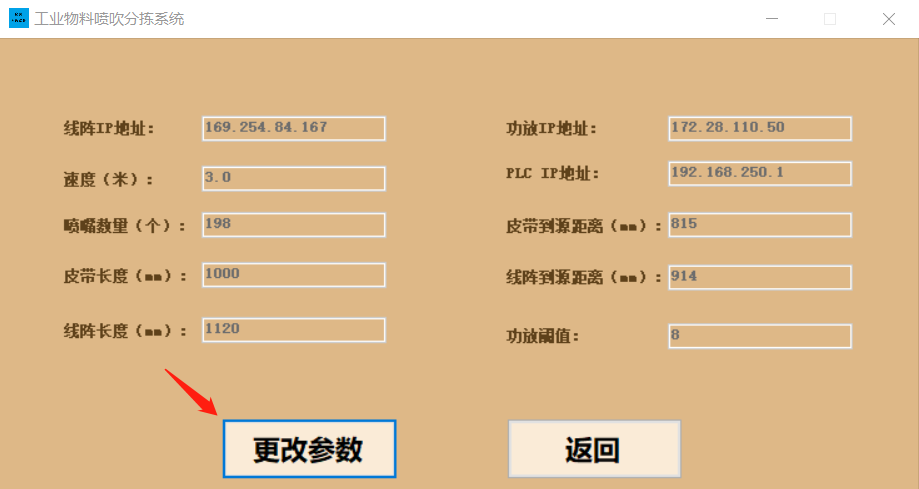 工业物料喷吹分拣系统
线阵IP地址： 169.254.84.167 功放IP地址： 172.28.110.50
速度（米）： 3.0 PLC IP地址： 192.168.250.1
喷嘴数量（个）： 198 皮带到源距离（mm）： 815
皮带长度（mm）： 1000 线阵到源距离（mm）： 914
线阵长度（mm）： 1120 功放阈值： 8
更改参数 返回